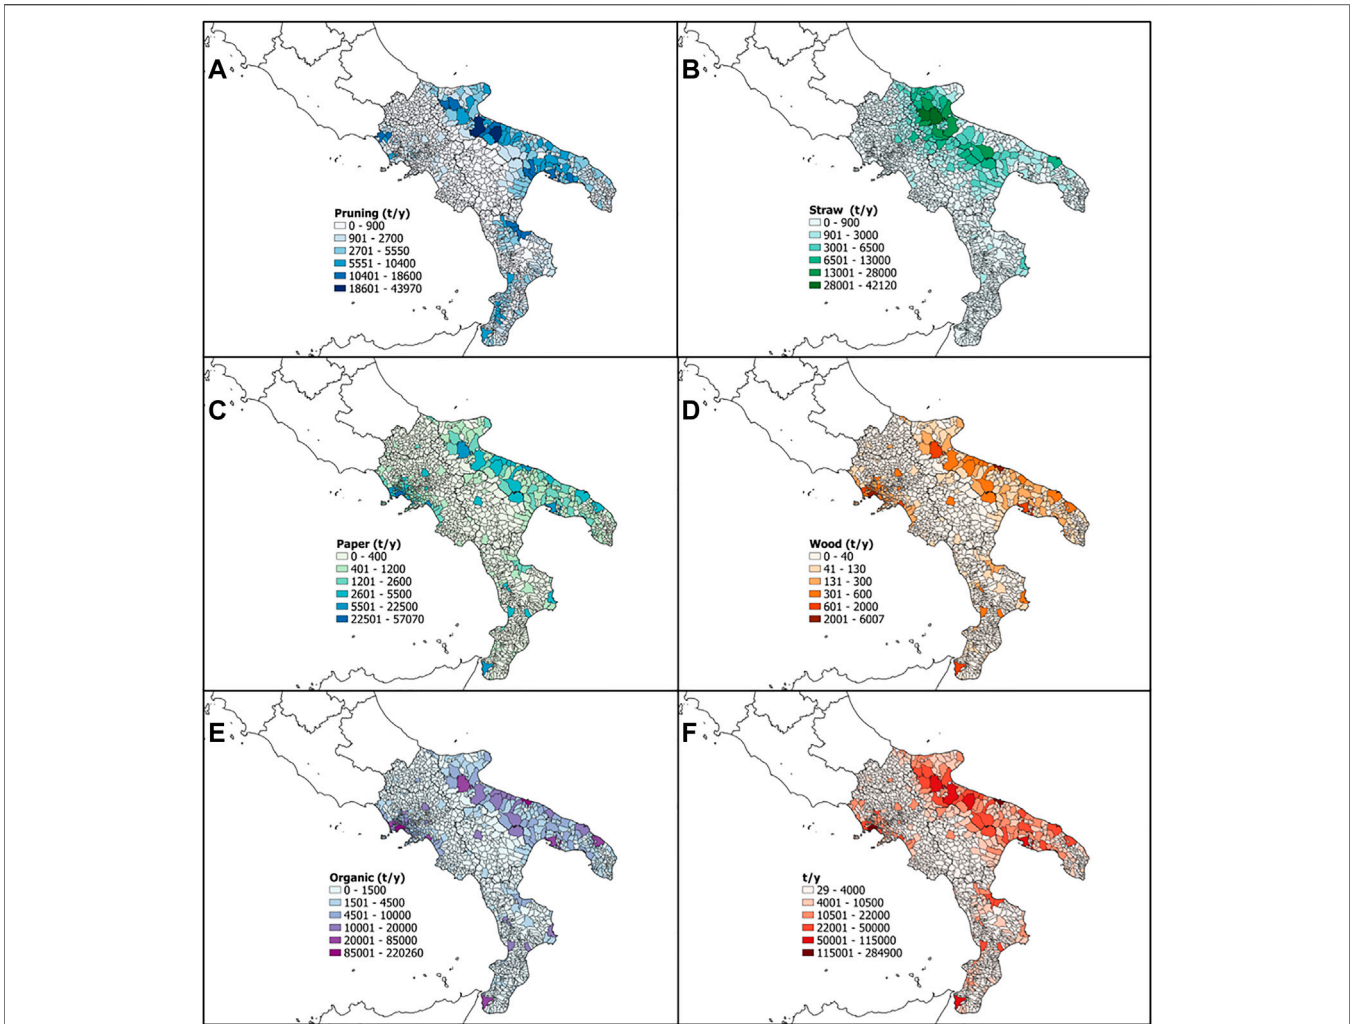 A
Pruning (t/y)
0 - 900
901 - 2700
2701 - 5550
5551 - 10400
10401 - 18600
18601 - 43970
B
Straw (t/y)
0 - 900
901 - 3000
3001 - 6500
6501 - 13000
13001 - 28000
28001 - 42120
C
Paper (t/y)
0 - 400
401 - 1200
1201 - 2600
2601 - 5500
5501 - 22500
22501 - 57070
D
Wood (t/y)
0 - 40
41 - 130
131 - 300
301 - 600
601 - 2000
2001 - 6007
E
Organic (t/y)
0 - 1500
1501 - 4500
4501 - 10000
10001 - 20000
20001 - 85000
85001 - 220260
F
t/y
29 - 4000
4001 - 10500
10501 - 22000
22001 - 50000
50001 - 115000
115001 - 284900